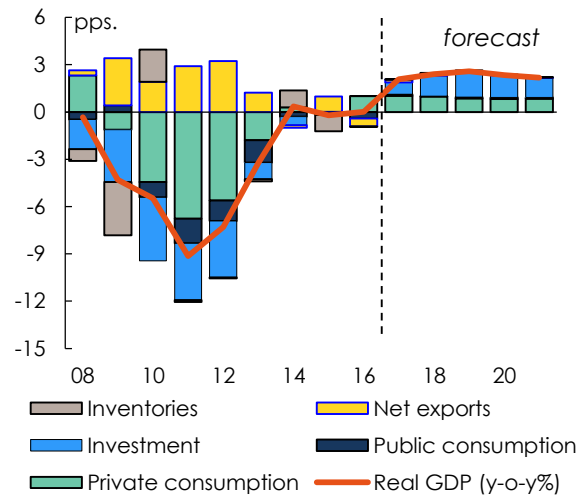 pps.
forecast
6
3
0
-3
-6
-9
-12
-15
08 10 12 14 16 18 20
Inventories Net exports
Investment Public consumption
Private consumption Real GDP (y-o-y%)